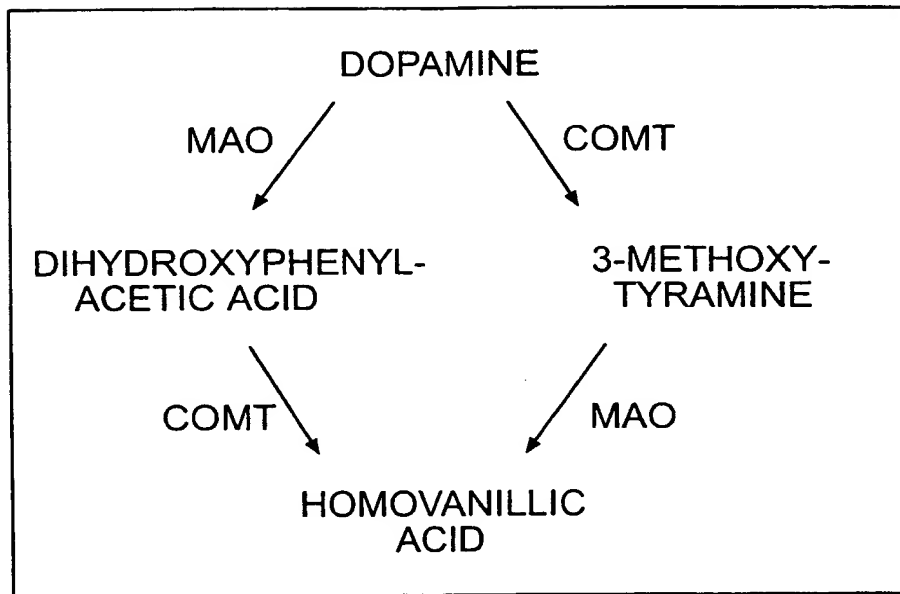 DOPAMINE
MAO
COMT
DIHYDROXYPHENYL-
ACETIC ACID
3-METHOXY-
TYRAMINE
COMT
MAO
HOMOVANILLIC
ACID